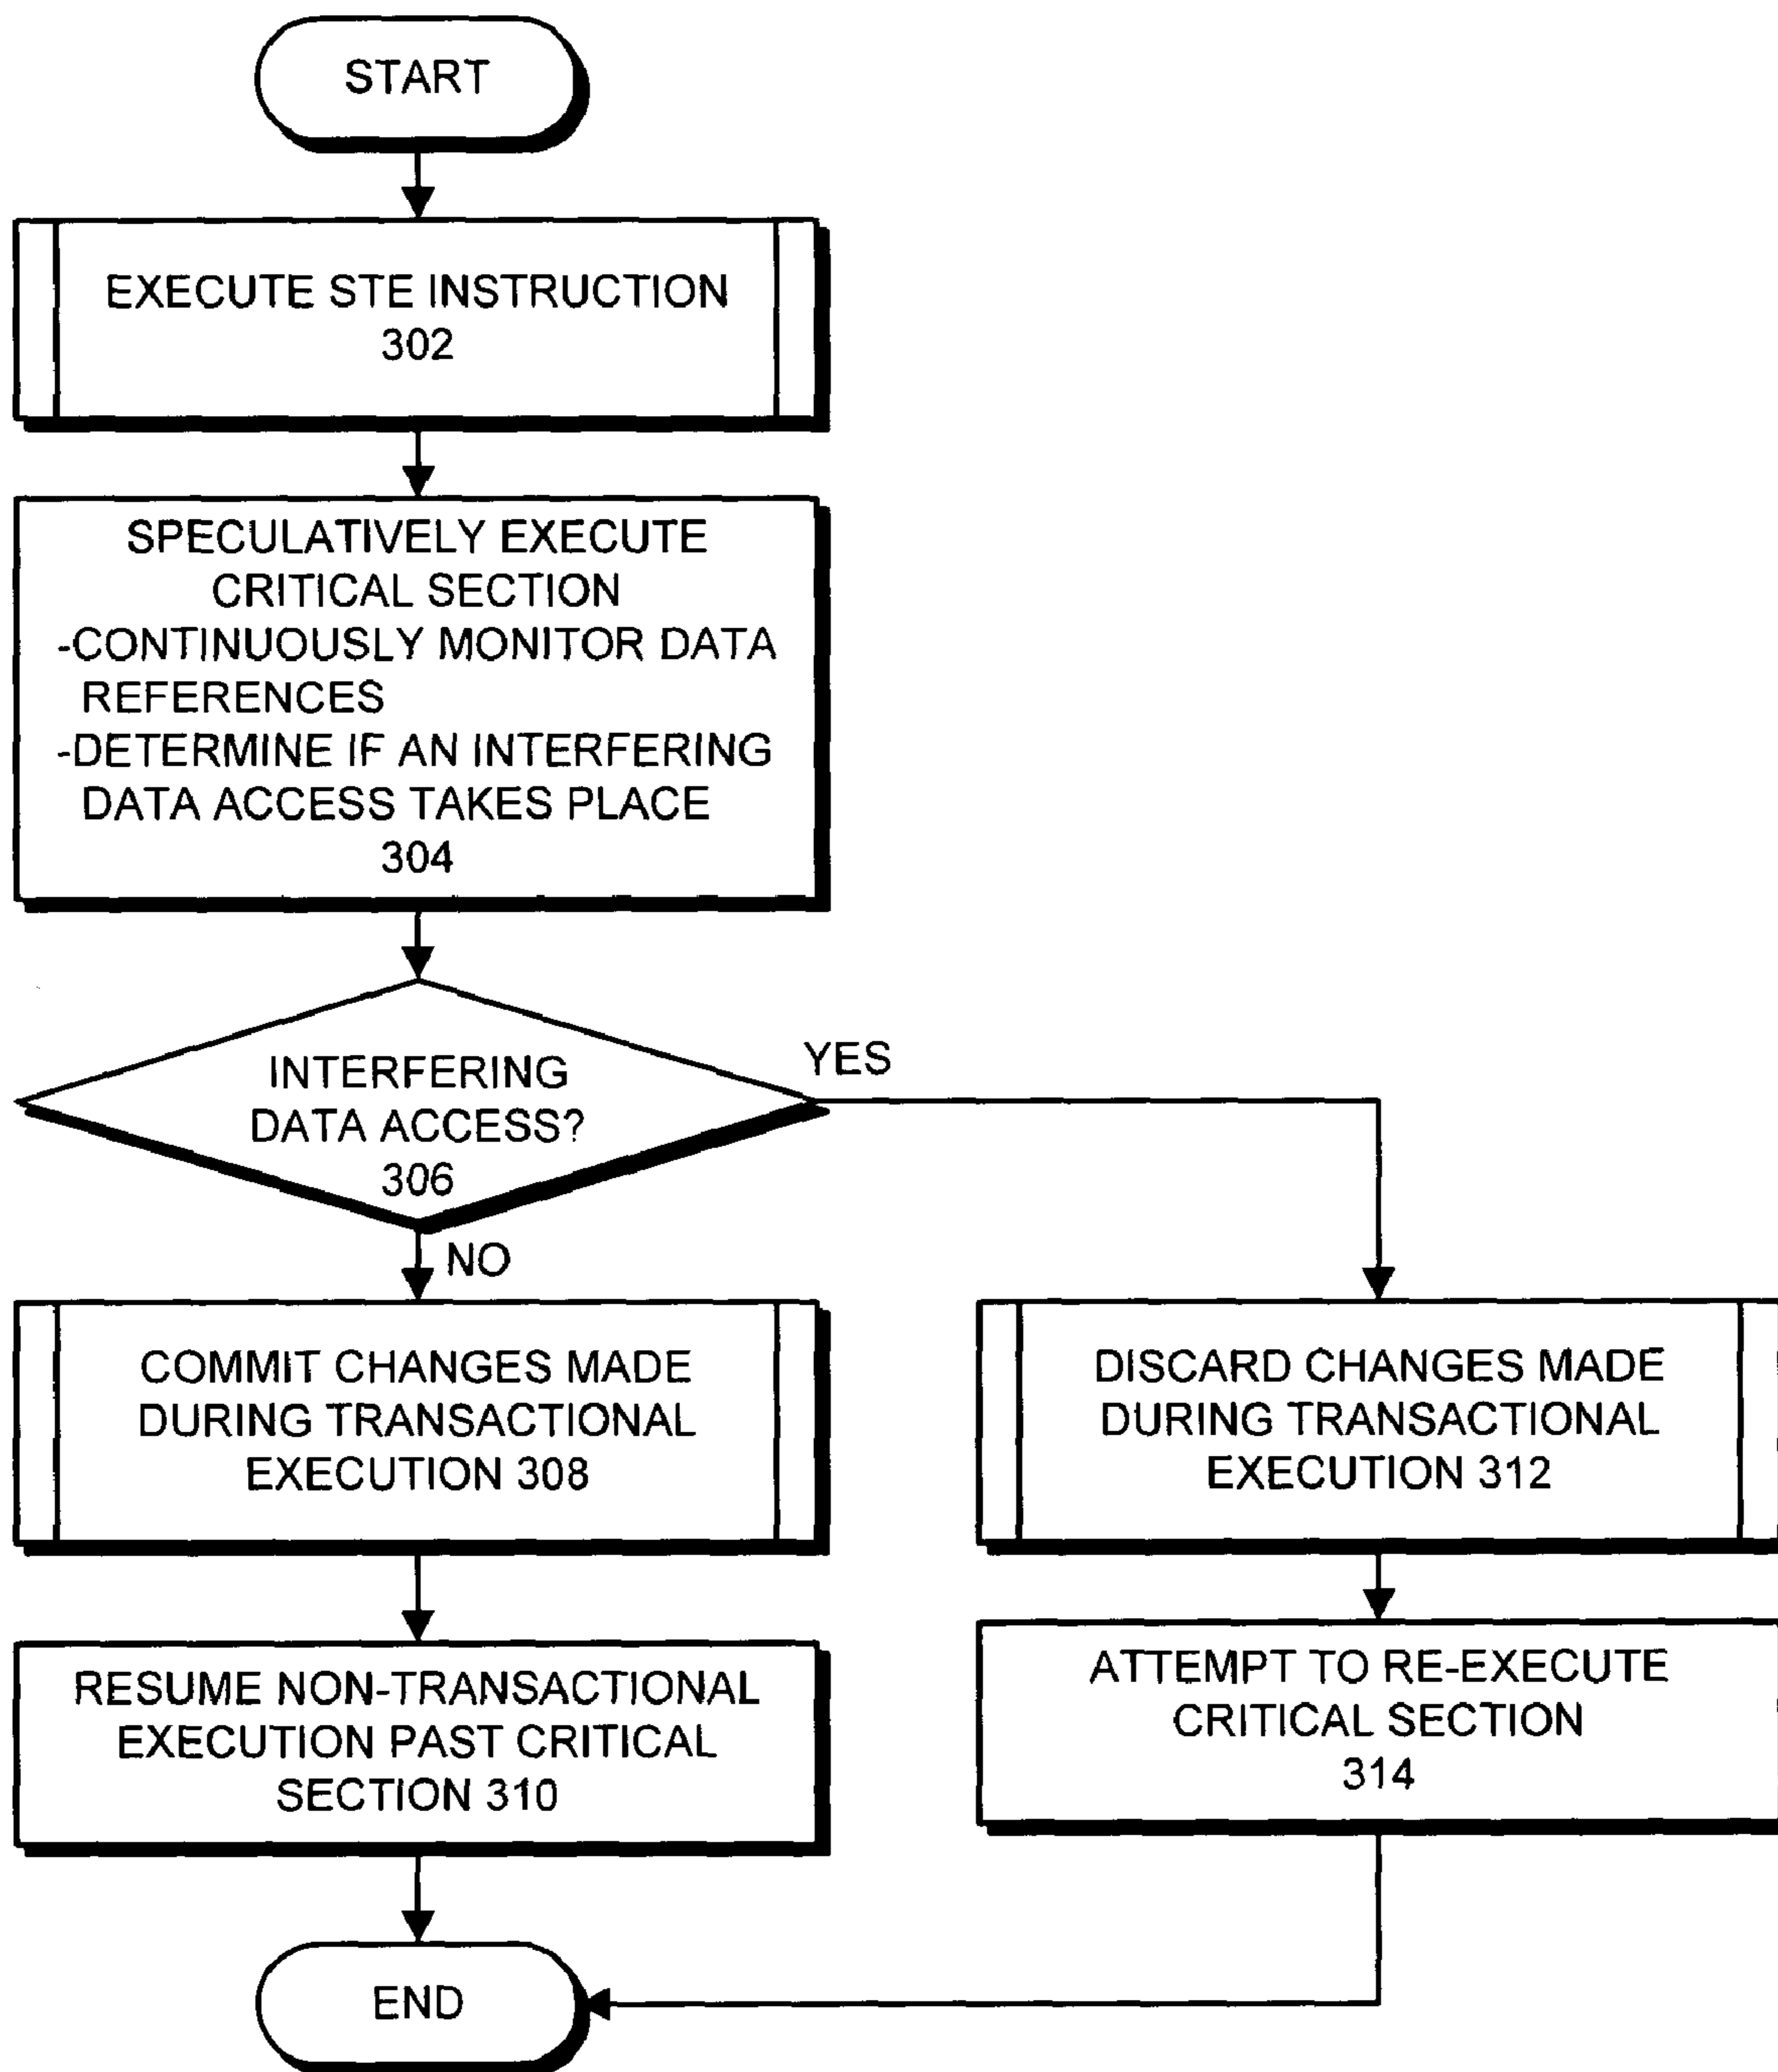 START
EXECUTE STE INSTRUCTION
302
SPECULATIVELY EXECUTE
CRITICAL SECTION
-CONTINUOUSLY MONITOR DATA
REFERENCES
-DETERMINE IF AN INTERFERING
DATA ACCESS TAKES PLACE
304
INTERFERING
DATA ACCESS?
306
YES
NO
COMMIT CHANGES MADE
DURING TRANSACTIONAL
EXECUTION 308
DISCARD CHANGES MADE
DURING TRANSACTIONAL
EXECUTION 312
RESUME NON-TRANSACTIONAL
EXECUTION PAST CRITICAL
SECTION 310
ATTEMPT TO RE-EXECUTE
CRITICAL SECTION
314
END